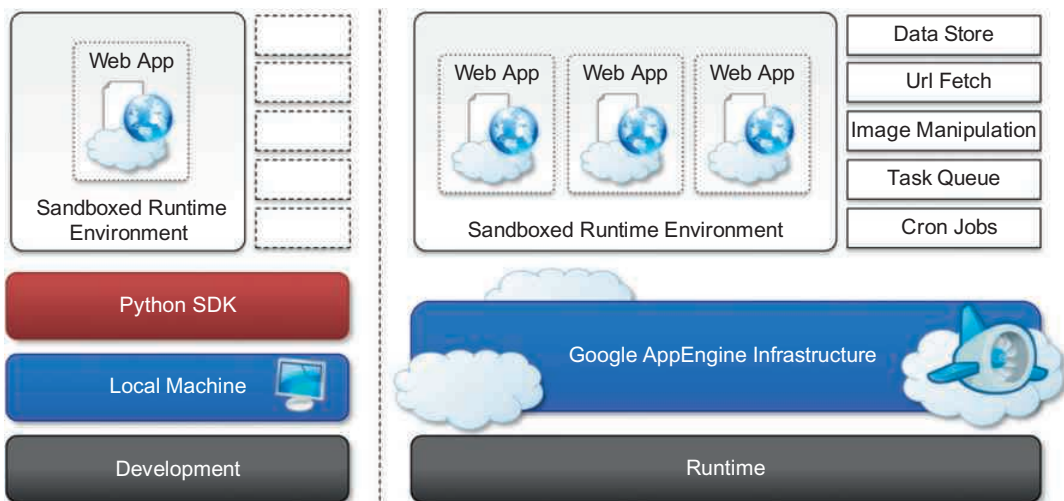 Web App
Sandboxed Runtime
Environment
Python SDK
Local Machine
Development
Web App
Web App
Web App
Sandboxed Runtime Environment
Data Store
Url Fetch
Image Manipulation
Task Queue
Cron Jobs
Google AppEngine Infrastructure
Runtime